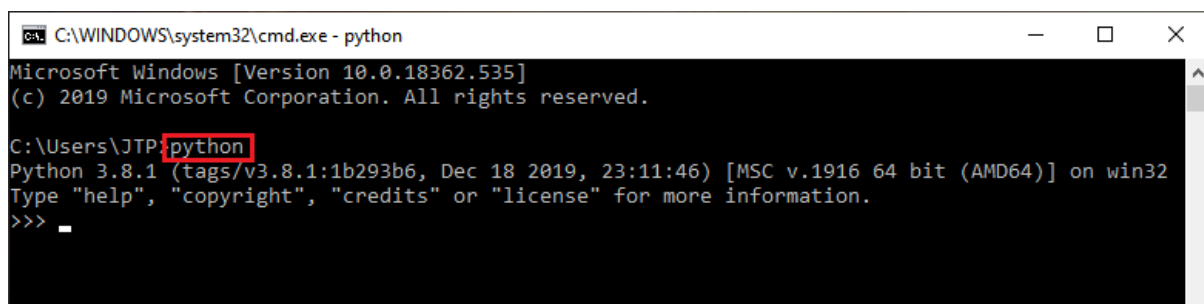 C:\WINDOWS\system32\cmd.exe - python
Microsoft Windows [Version 10.0.18362.535]
(c) 2019 Microsoft Corporation. All rights reserved.
C:\Users\JTP>python
Python 3.8.1 (tags/v3.8.1:1b293b6, Dec 18 2019, 23:11:46) [MSC v.1916 64 bit (AMD64)] on win32
Type "help", "copyright", "credits" or "license" for more information.
>>>